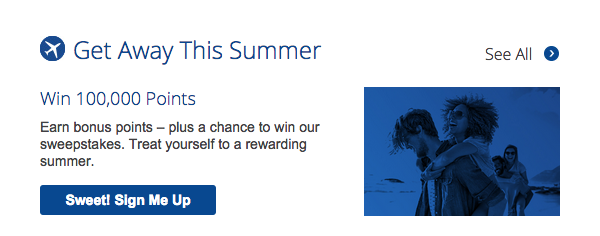 Get Away This Summer
See All
Win 100,000 Points
Earn bonus points – plus a chance to win our
sweepstakes. Treat yourself to a rewarding
summer.
Sweet! Sign Me Up